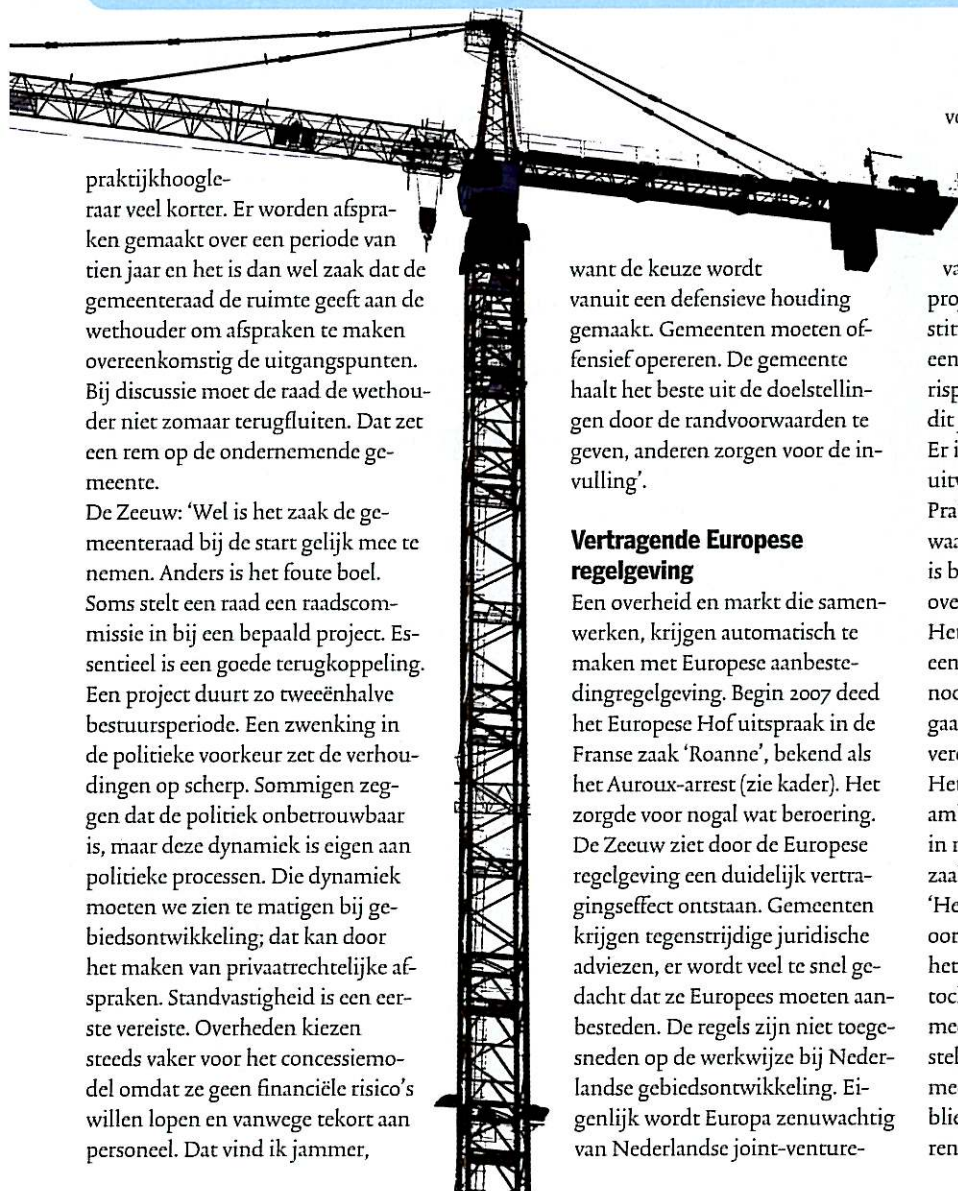 praktijkhoogle-
raar veel korter. Er worden afspra-
ken gemaakt over een periode van
tien jaar en het is dan wel zaak dat de
gemeenteraad de ruimte geeft aan de
wethouder om afspraken te maken
overeenkomstig de uitgangspunten.
Bij discussie moet de raad de wethou-
der niet zomaar terugfluiten. Dat zet
een rem op de ondernemende ge-
meente.
De Zeeuw: 'Wel is het zaak de ge-
meenteraad bij de start gelijk mee te
nemen. Anders is het foute boel.
Soms stelt een raad een raadscom-
missie in bij een bepaald project. Es-
sentieel is een goede terugkoppeling.
Een project duurt zo tweeënhalve
bestuursperiode. Een zwenking in
de politieke voorkeur zet de verhou-
dingen op scherp. Sommigen zeg-
gen dat de politiek onbetrouwbaar
is, maar deze dynamiek is eigen aan
politieke processen. Die dynamiek
moeten we zien te matigen bij ge-
biedsontwikkeling; dat kan door
het maken van privaatrechtelijke af-
spraken. Standvastigheid is een eer-
ste vereiste. Overheden kiezen
steeds vaker voor het concessiemo-
del omdat ze geen financiële risico's
willen lopen en vanwege tekort aan
personeel. Dat vind ik jammer,
want de keuze wordt
vanuit een defensieve houding
gemaakt. Gemeenten moeten of-
fensief opereren. De gemeente
haalt het beste uit de doelstellin-
gen door de randvoorwaarden te
geven, anderen zorgen voor de in-
vulling'.
Vertragende Europese
regelgeving
Een overheid en markt die samen-
werken, krijgen automatisch te
maken met Europese aanbeste-
dingregelgeving. Begin 2007 deed
het Europese Hof uitspraak in de
Franse zaak 'Roanne', bekend als
het Auroux-arrest (zie kader). Het
zorgde voor nogal wat beroering.
De Zeeuw ziet door de Europese
regelgeving een duidelijk vertra-
gingseffect ontstaan. Gemeenten
krijgen tegenstrijdige juridische
adviezen, er wordt veel te snel ge-
dacht dat ze Europees moeten aan-
besteden. De regels zijn niet toege-
sneden op de werkwijze bij Neder-
landse gebiedsontwikkeling. Ei-
genlijk wordt Europa zenuwachtig
van Nederlandse joint-venture-